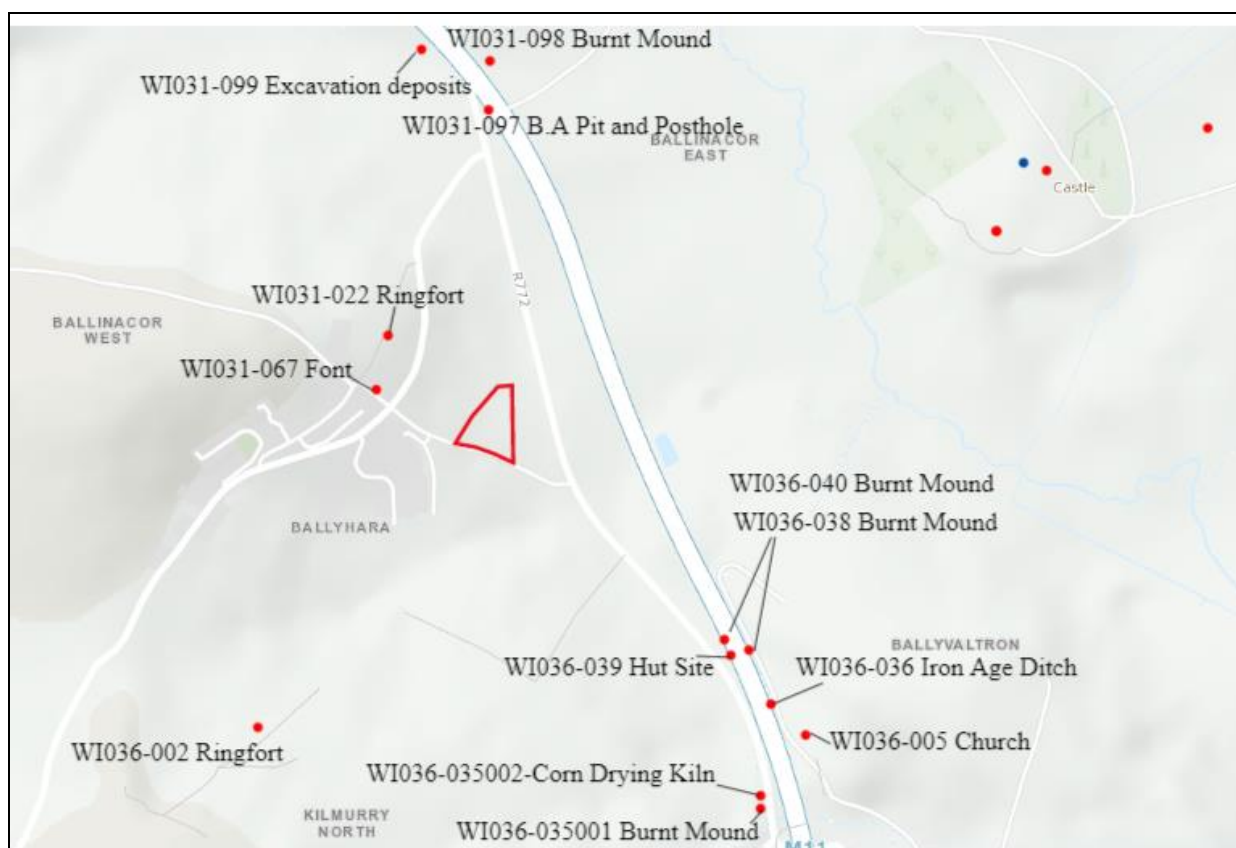 WI031-098 Burnt Mound
WI031-099 Excavation deposits
WI031-097 B.A Pit and Posthole
BALLINACOR
EAST
Castle
R772
WI031-022 Ringfort
BALLINACOR
WEST
WI031-067 Font
WI036-040 Burnt Mound
WI036-038 Burnt Mound
BALLYHARA
BALLYVALTRON
WI036-039 Hut Site
WI036-036 Iron Age Ditch
WI036-002 Ringfort
WI036-005 Church
WI036-035002-Corn Drying Kiln
KILMURRY
NORTH
WI036-035001 Burnt Mound
M11